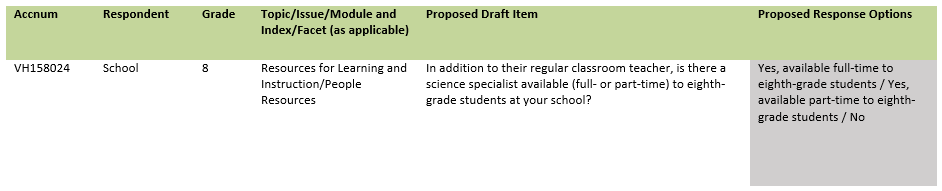 Accnum Respondent Grade Topic/Issue/Module and Index/Facet (as applicable) Proposed Draft Item Proposed Response Options
VH158024 School 8 Resources for Learning and Instruction/People Resources In addition to their regular classroom teacher, is there a science specialist available (full- or part-time) to eighth-grade students at your school? Yes, available full-time to eighth-grade students / Yes, available part-time to eighth-grade students / No